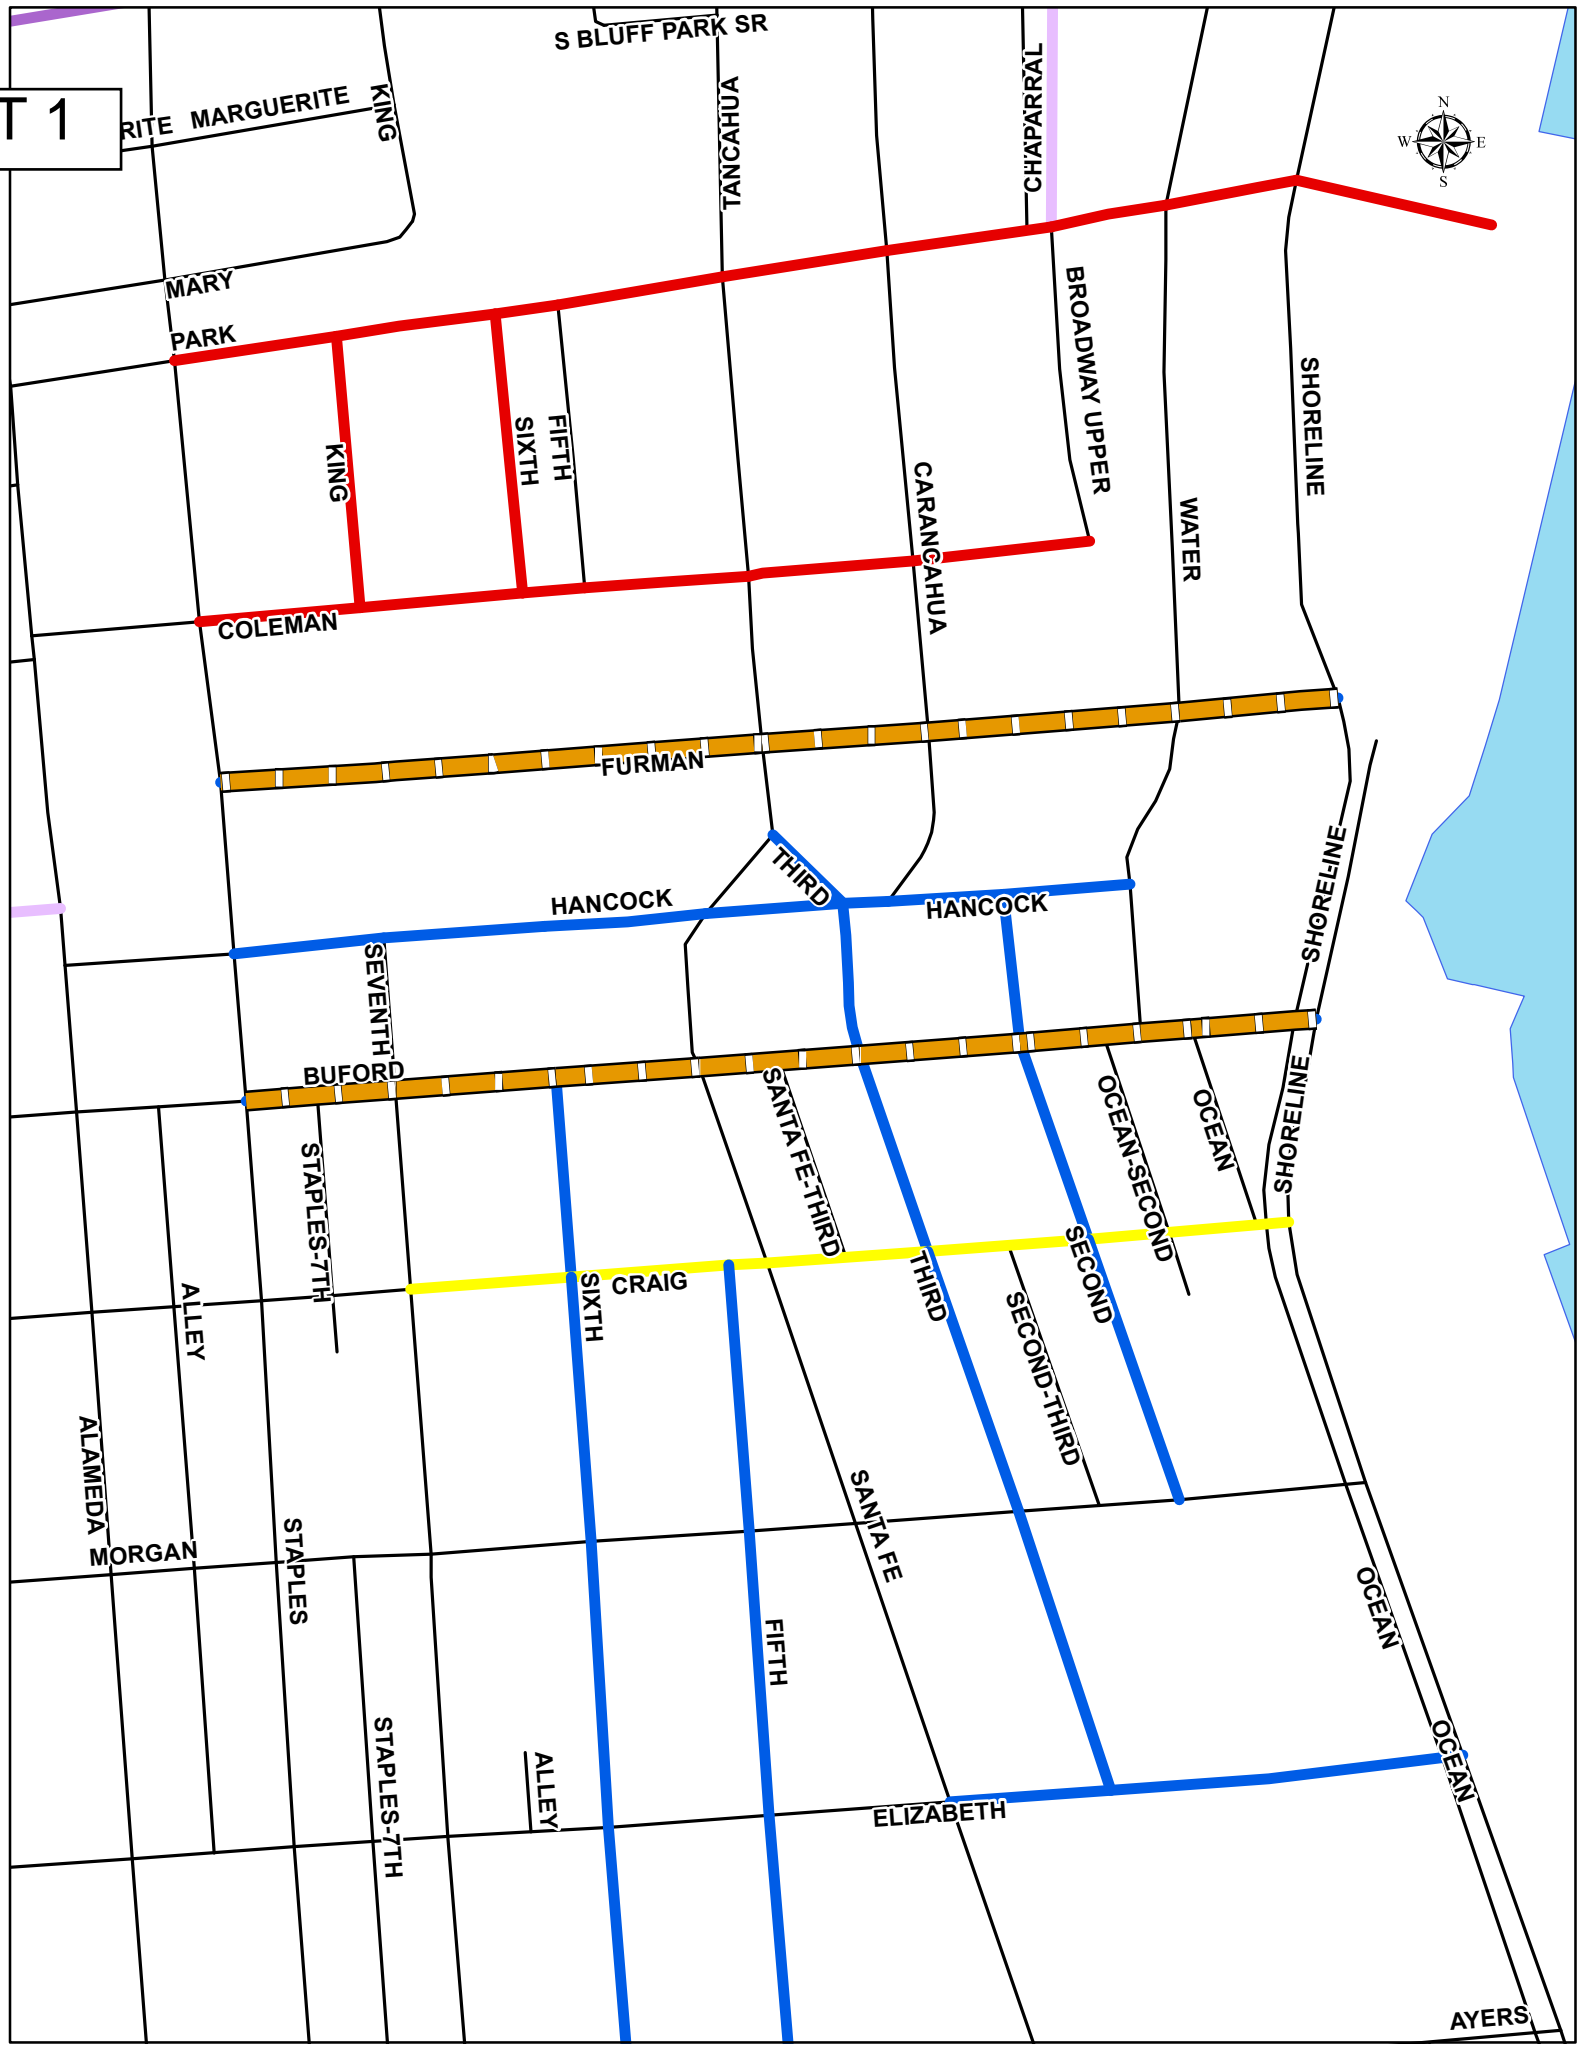 S BLUFF PARK SR
T 1
RITE
MARGUERITE
KING
TANCAHUA
CHAPARRAL
N
W
E
S
MARY
PARK
BROADWAY UPPER
SHORELINE
KING
SIXTH
FIFTH
CARANCAHUA
WATER
COLEMAN
FURMAN
THIRD
HANCOCK
HANCOCK
SHORELINE
SEVENTH
BUFORD
SANTA FE-THIRD
OCEAN-SECOND
OCEAN
SHORELINE
STAPLES-7TH
ALLEY
SIXTH
CRAIG
THIRD
SECOND
SECOND-THIRD
ALAMEDA
MORGAN
STAPLES
SANTA FE
OCEAN
FIFTH
STAPLES-7TH
ALLEY
ELIZABETH
OCEAN
AYERS